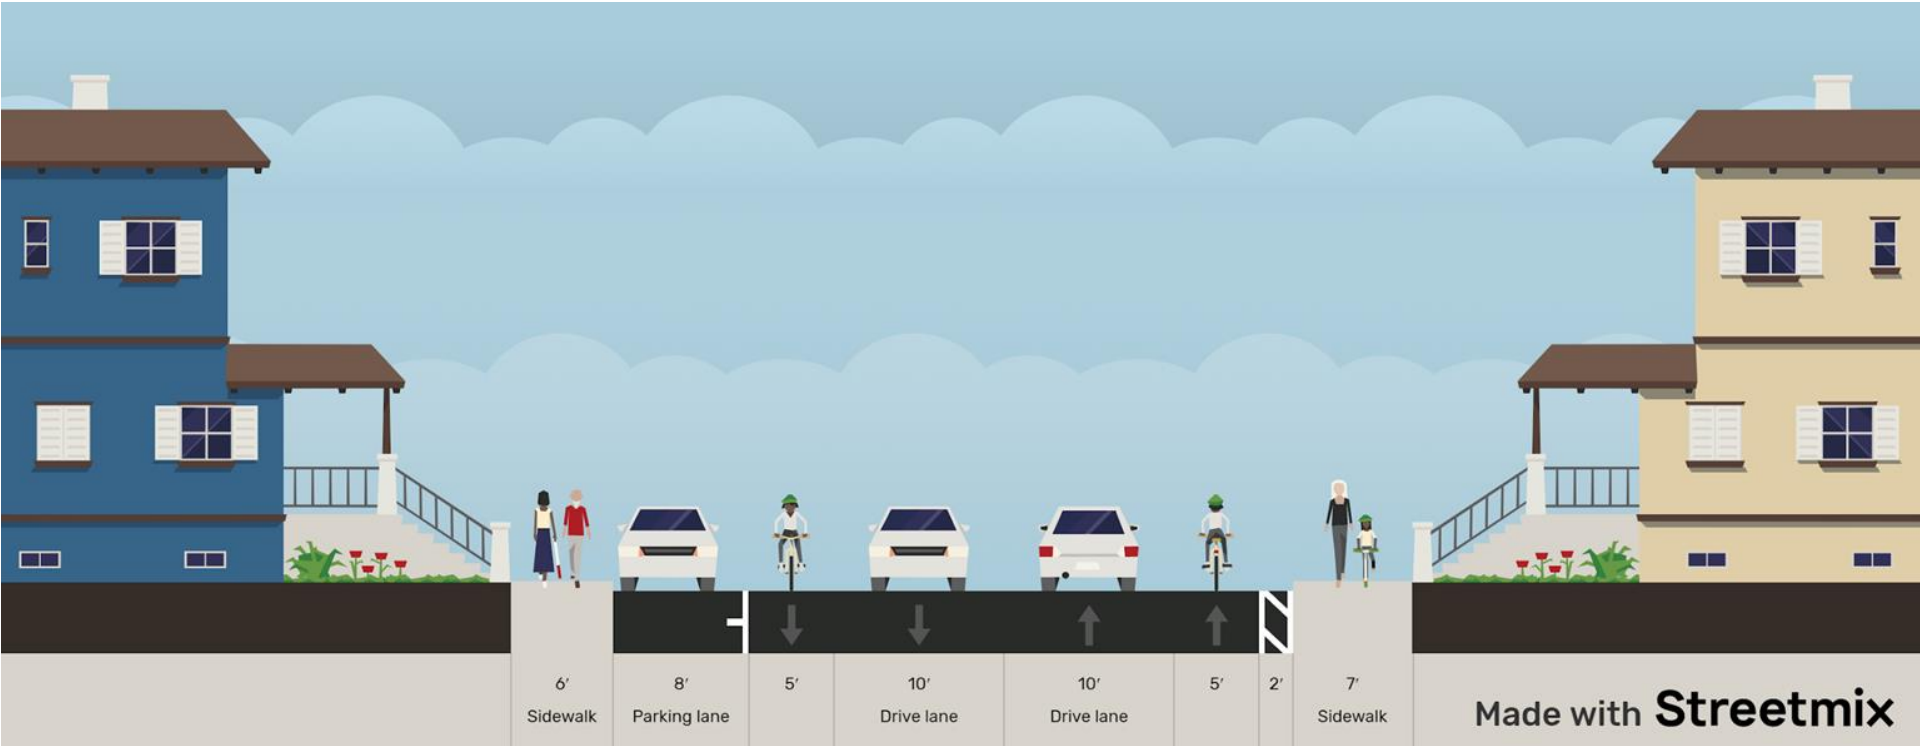 6′ 8′ 5′ 10′ 10′ 5′ 2′ 7′
Sidewalk Parking lane Drive lane Drive lane Sidewalk
Made with Streetmix